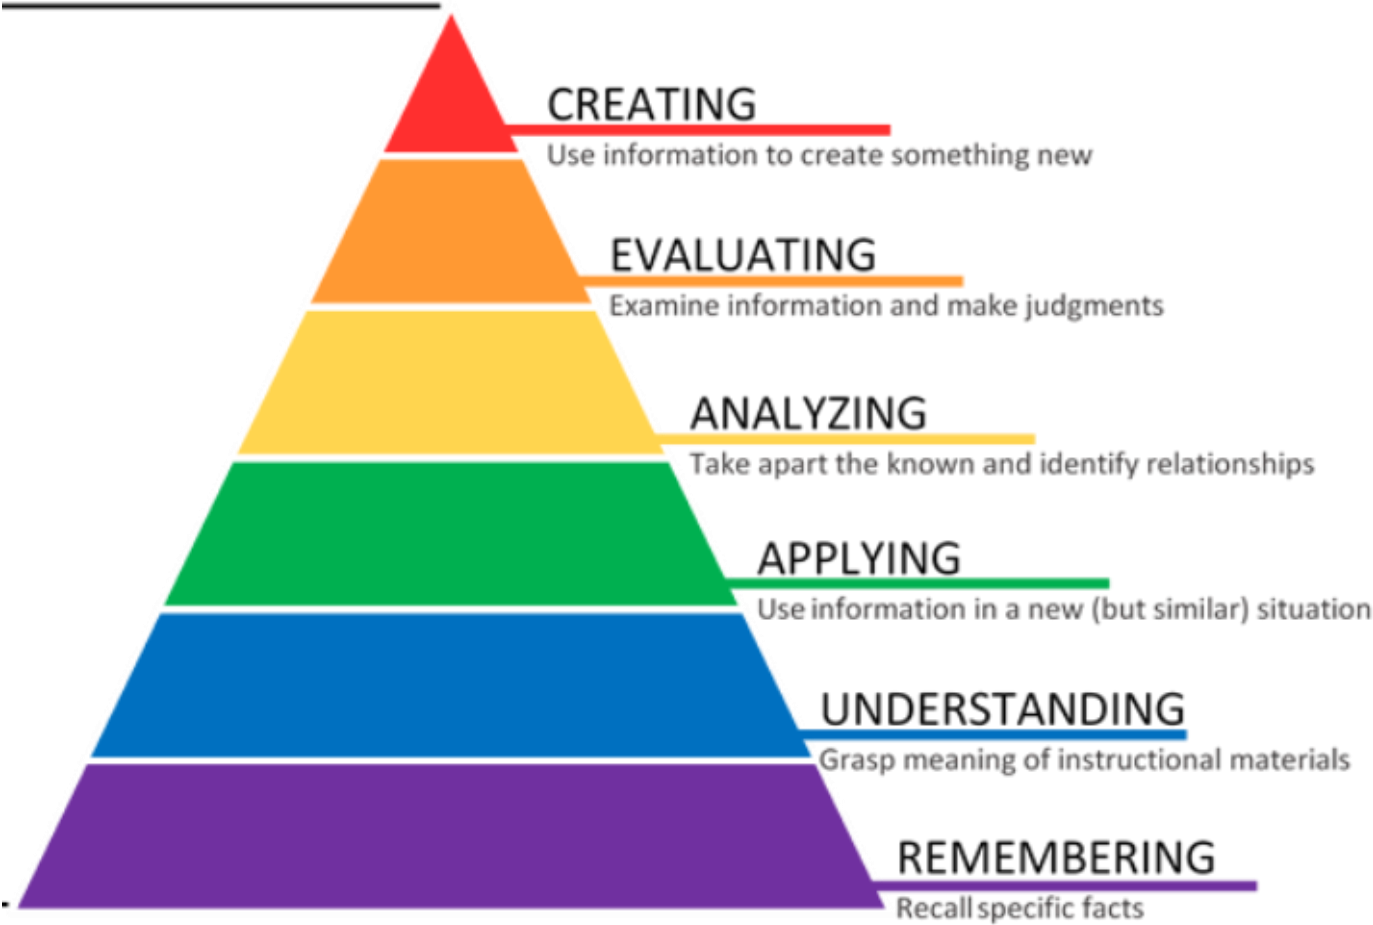 CREATING
Use information to create something new
EVALUATING
Examine information and make judgments
ANALYZING
Take apart the known and identify relationships
APPLYING
Use information in a new (but similar) situation
UNDERSTANDING
Grasp meaning of instructional materials
REMEMBERING
Recall specific facts